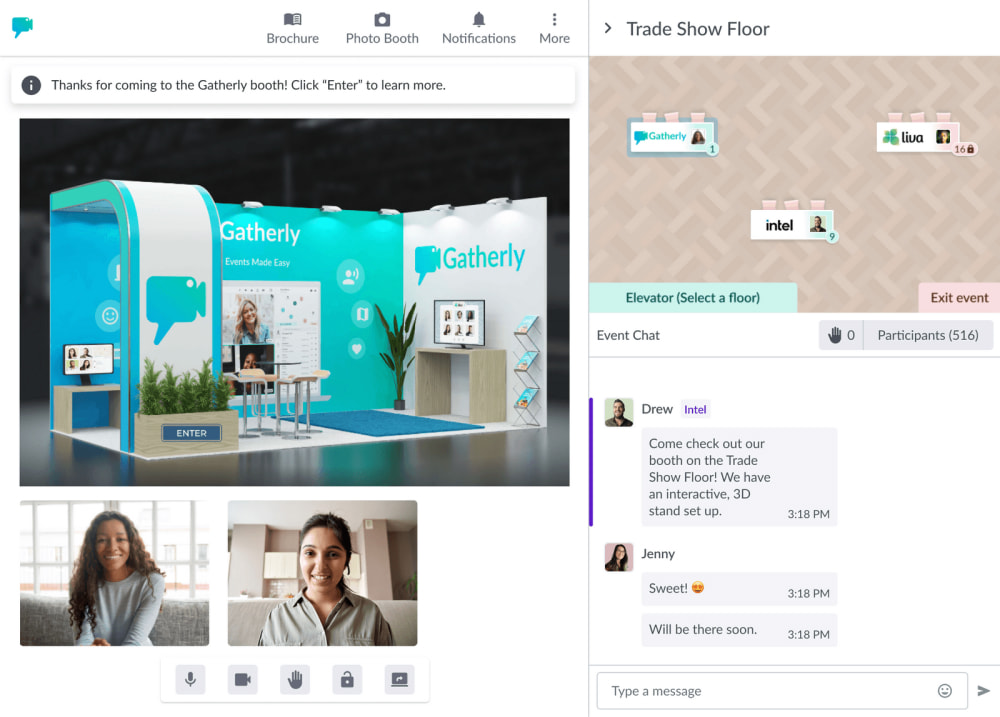 Brochure
Photo Booth
Notifications
More
Thanks for coming to the Gatherly booth! Click “Enter” to learn more.
Gatherly
Events Made Easy
Gatherly
ENTER
Trade Show Floor
Gatherly
1
liva
16
intel
9
Elevator (Select a floor)
Exit event
Event Chat
0
Participants (516)
Drew Intel
Come check out our
booth on the Trade
Show Floor! We have
an interactive, 3D
stand set up.
3:18 PM
Jenny
Sweet! 😍
3:18 PM
Will be there soon.
3:18 PM
Type a message